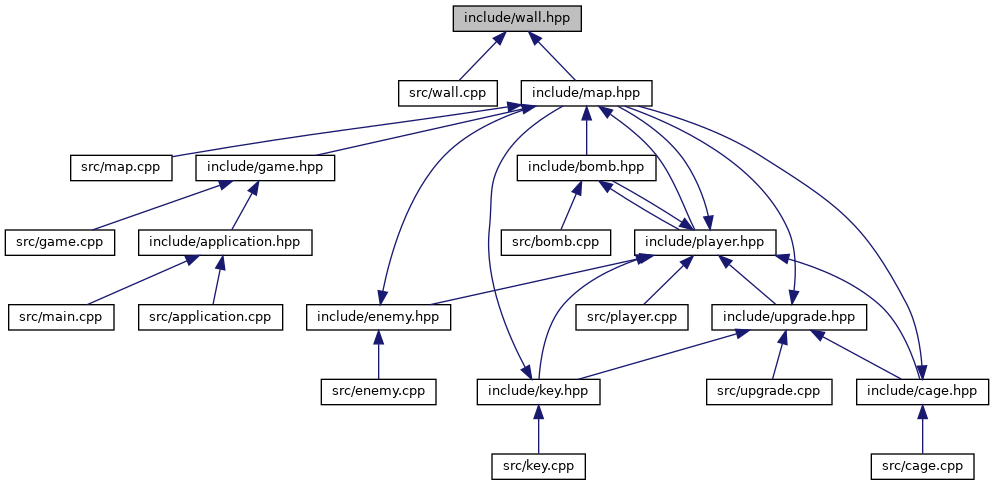 include/wall.hpp
src/wall.cpp
include/map.hpp
src/map.cpp
include/game.hpp
include/bomb.hpp
src/game.cpp
include/application.hpp
src/bomb.cpp
include/player.hpp
src/main.cpp
src/application.cpp
include/enemy.hpp
src/player.cpp
include/upgrade.hpp
src/enemy.cpp
include/key.hpp
src/upgrade.cpp
include/cage.hpp
src/key.cpp
src/cage.cpp